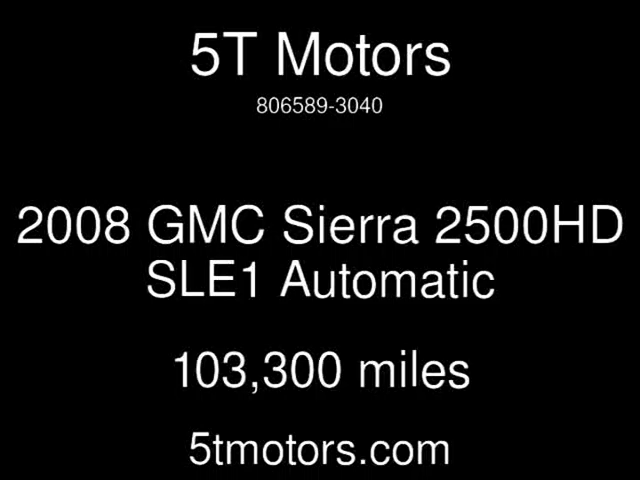 5T Motors
806589-3040
2008 GMC Sierra 2500HD
SLE1 Automatic
103,300 miles
5tmotors.com